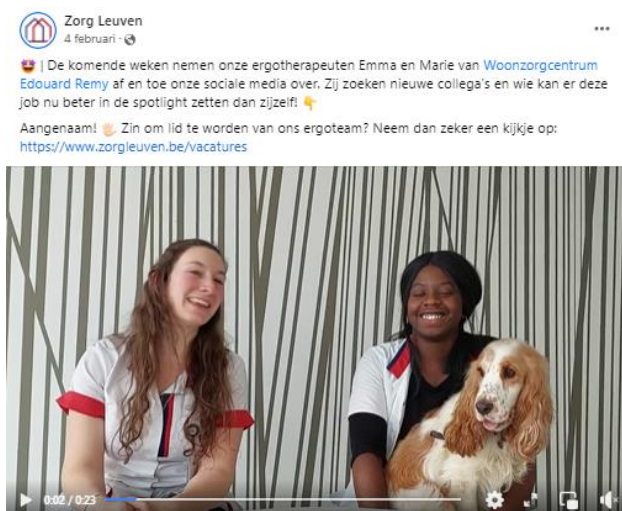 Zorg Leuven
4 februari ·
| De komende weken nemen onze ergotherapeuten Emma en Marie van Woonzorgcentrum
Edouard Remy af en toe onze sociale media over. Zij zoeken nieuwe collega's en wie kan er deze
job nu beter in de spotlight zetten dan zijzelf!
Aangenaam! Zin om lid te worden van ons ergoteam? Neem dan zeker een kijkje op:
https://www.zorgleuven.be/vacatures
0:02 / 0:23